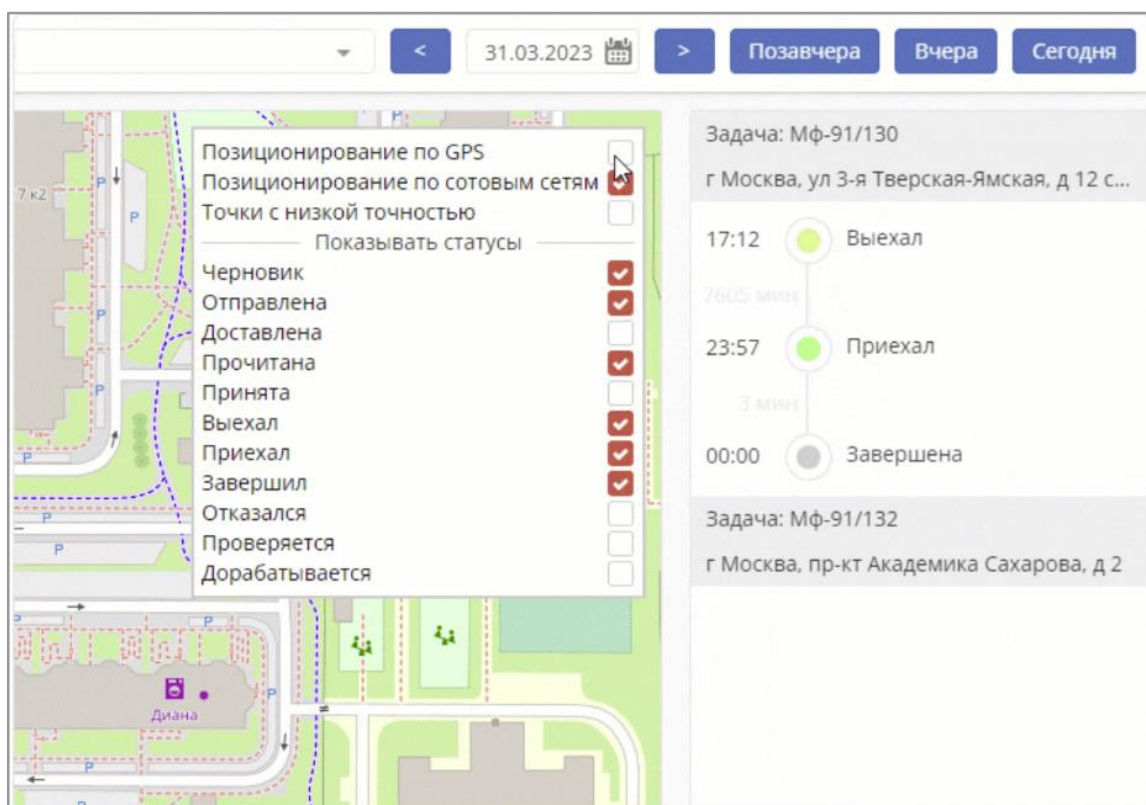 <
31.03.2023
>
Позавчера
Вчера
Сегодня
7 к2
P
P
P
P
P
P
P
P
P
P
P
P
P
P
Диана
Позиционирование по GPS
Позиционирование по сотовым сетям
Точки с низкой точностью
Показывать статусы
Черновик
Отправлена
Доставлена
Прочитана
Принята
Выехал
Приехал
Завершил
Отказался
Проверяется
Дорабатывается
Задача: Мф-91/130
г Москва, ул 3-я Тверская-Ямская, д 12 с...
17:12 Выехал
7605 мин
23:57 Приехал
3 мин
00:00 Завершена
Задача: Мф-91/132
г Москва, пр-кт Академика Сахарова, д 2